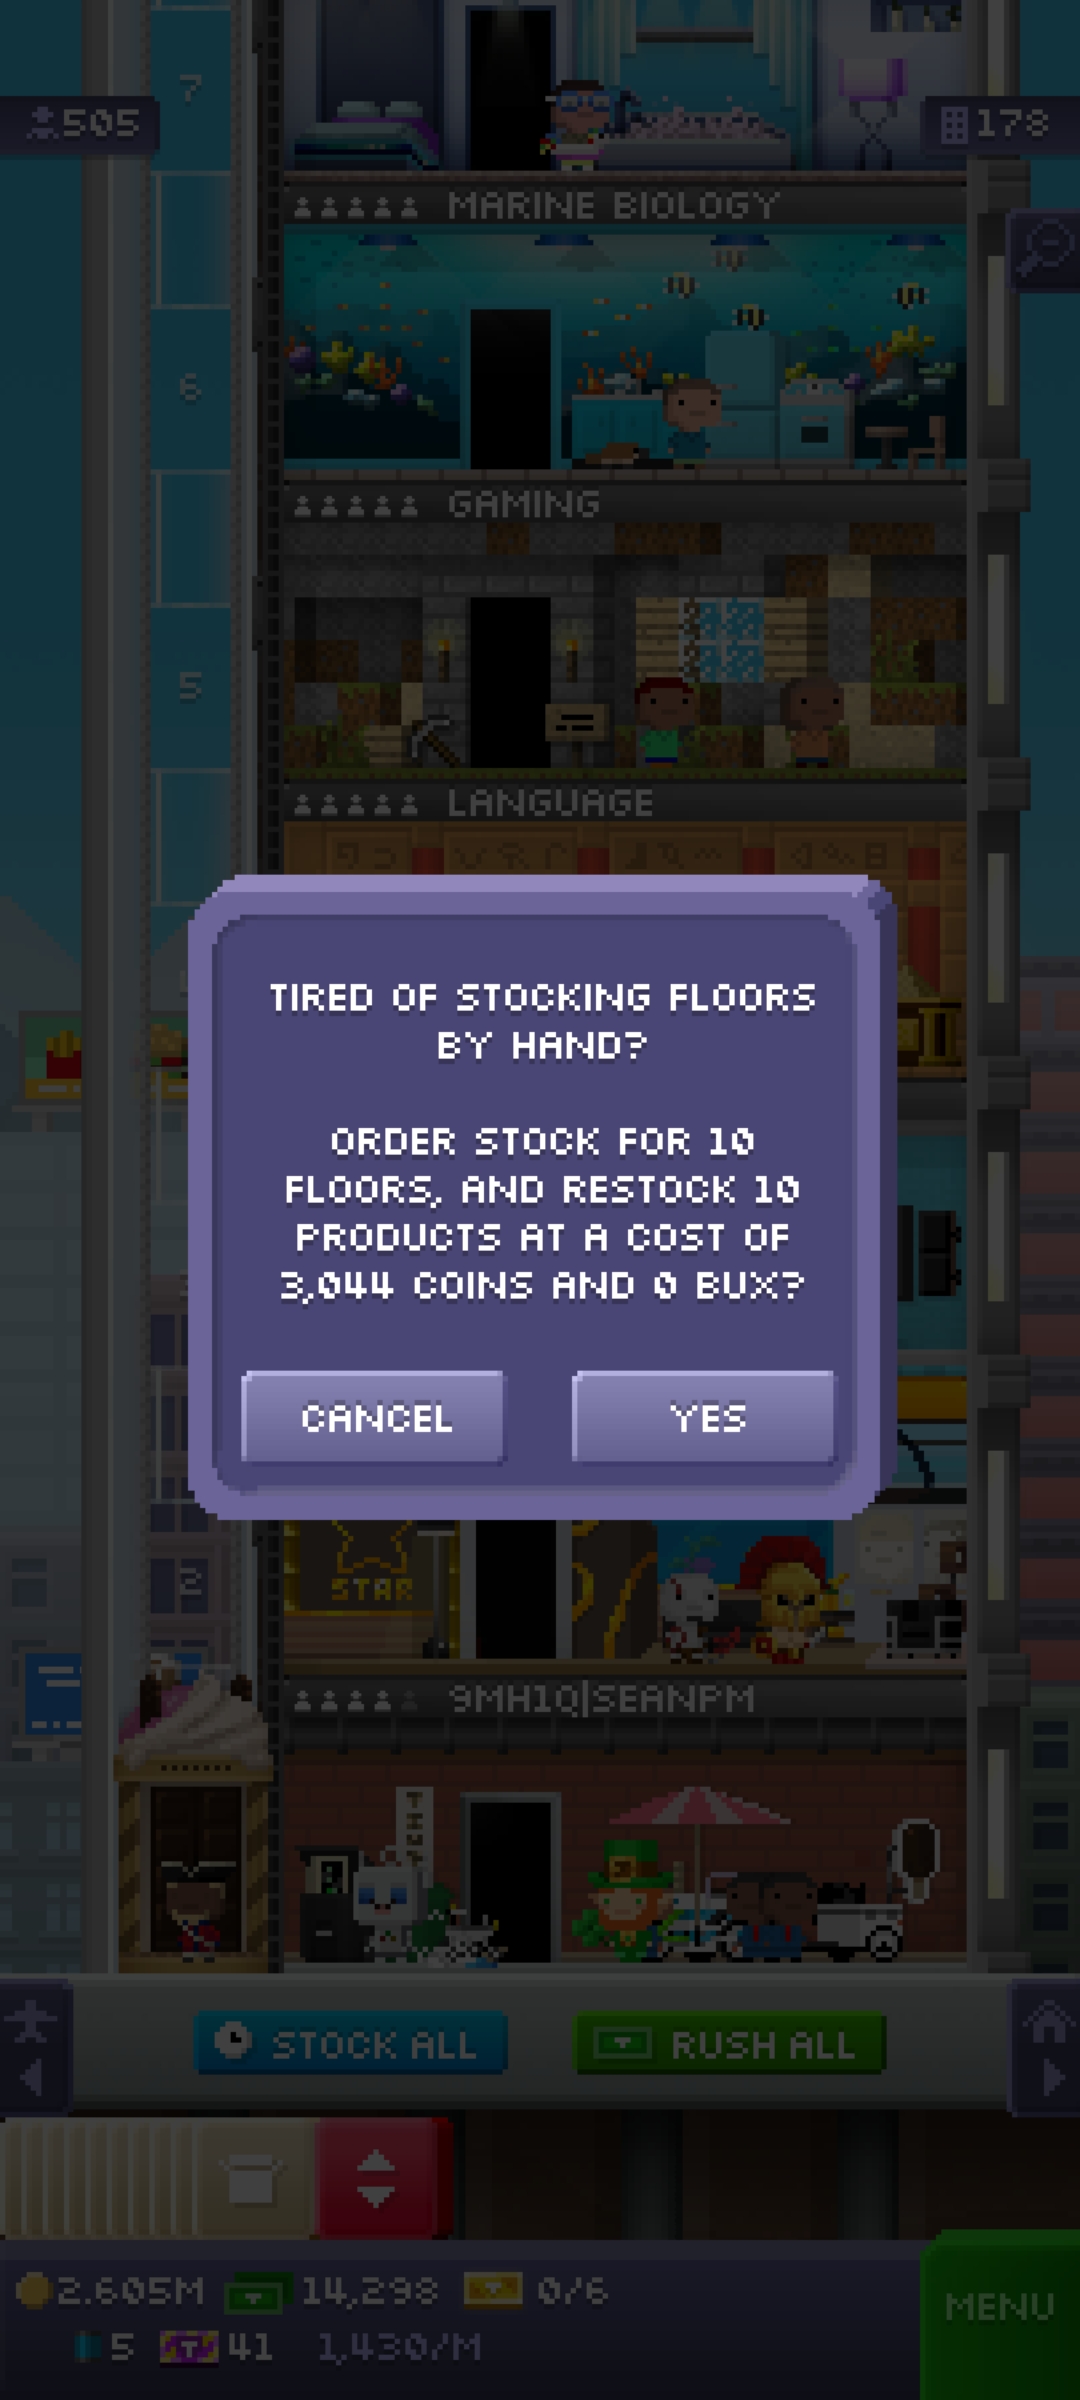 7
505
178
MARINE BIOLOGY
6
GAMING
5
LANGUAGE
TIRED OF STOCKING FLOORS
BY HAND?
ORDER STOCK FOR 10
FLOORS, AND RESTOCK 10
PRODUCTS AT A COST OF
3,044 COINS AND 0 BUX?
CANCEL
YES
2
STAR
9MH1Q|SEANPM
STOCK ALL
RUSH ALL
2.605M
14,298
0/6
MENU
5
41
1,430/M